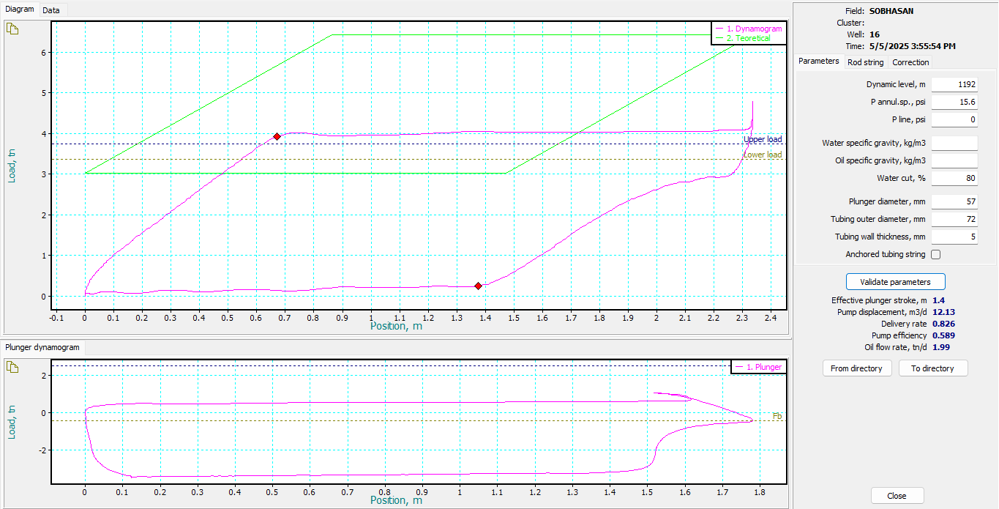 Diagram Data
1. Dynamogram
2. Teoretical
Load, tn
6
5
4
3
2
1
0
Upper load
Lower load
-0.1 0 0.1 0.2 0.3 0.4 0.5 0.6 0.7 0.8 0.9 1 1.1 1.2 1.3 1.4 1.5 1.6 1.7 1.8 1.9 2 2.1 2.2 2.3 2.4
Position, m
Plunger dynamogram
1. Plunger
Load, tn
2
0
-2
Fb
0 0.1 0.2 0.3 0.4 0.5 0.6 0.7 0.8 0.9 1 1.1 1.2 1.3 1.4 1.5 1.6 1.7 1.8
Position, m
Field: SOBHASAN
Cluster:
Well: 16
Time: 5/5/2025 3:55:54 PM
Parameters Rod string Correction
Dynamic level, m 1192
P annul.sp., psi 15.6
P line, psi 0
Water specific gravity, kg/m3
Oil specific gravity, kg/m3
Water cut, % 80
Plunger diameter, mm 57
Tubing outer diameter, mm 72
Tubing wall thickness, mm 5
Anchored tubing string
Validate parameters
Effective plunger stroke, m 1.4
Pump displacement, m3/d 12.13
Delivery rate 0.826
Pump efficiency 0.589
Oil flow rate, tn/d 1.99
From directory To directory
Close